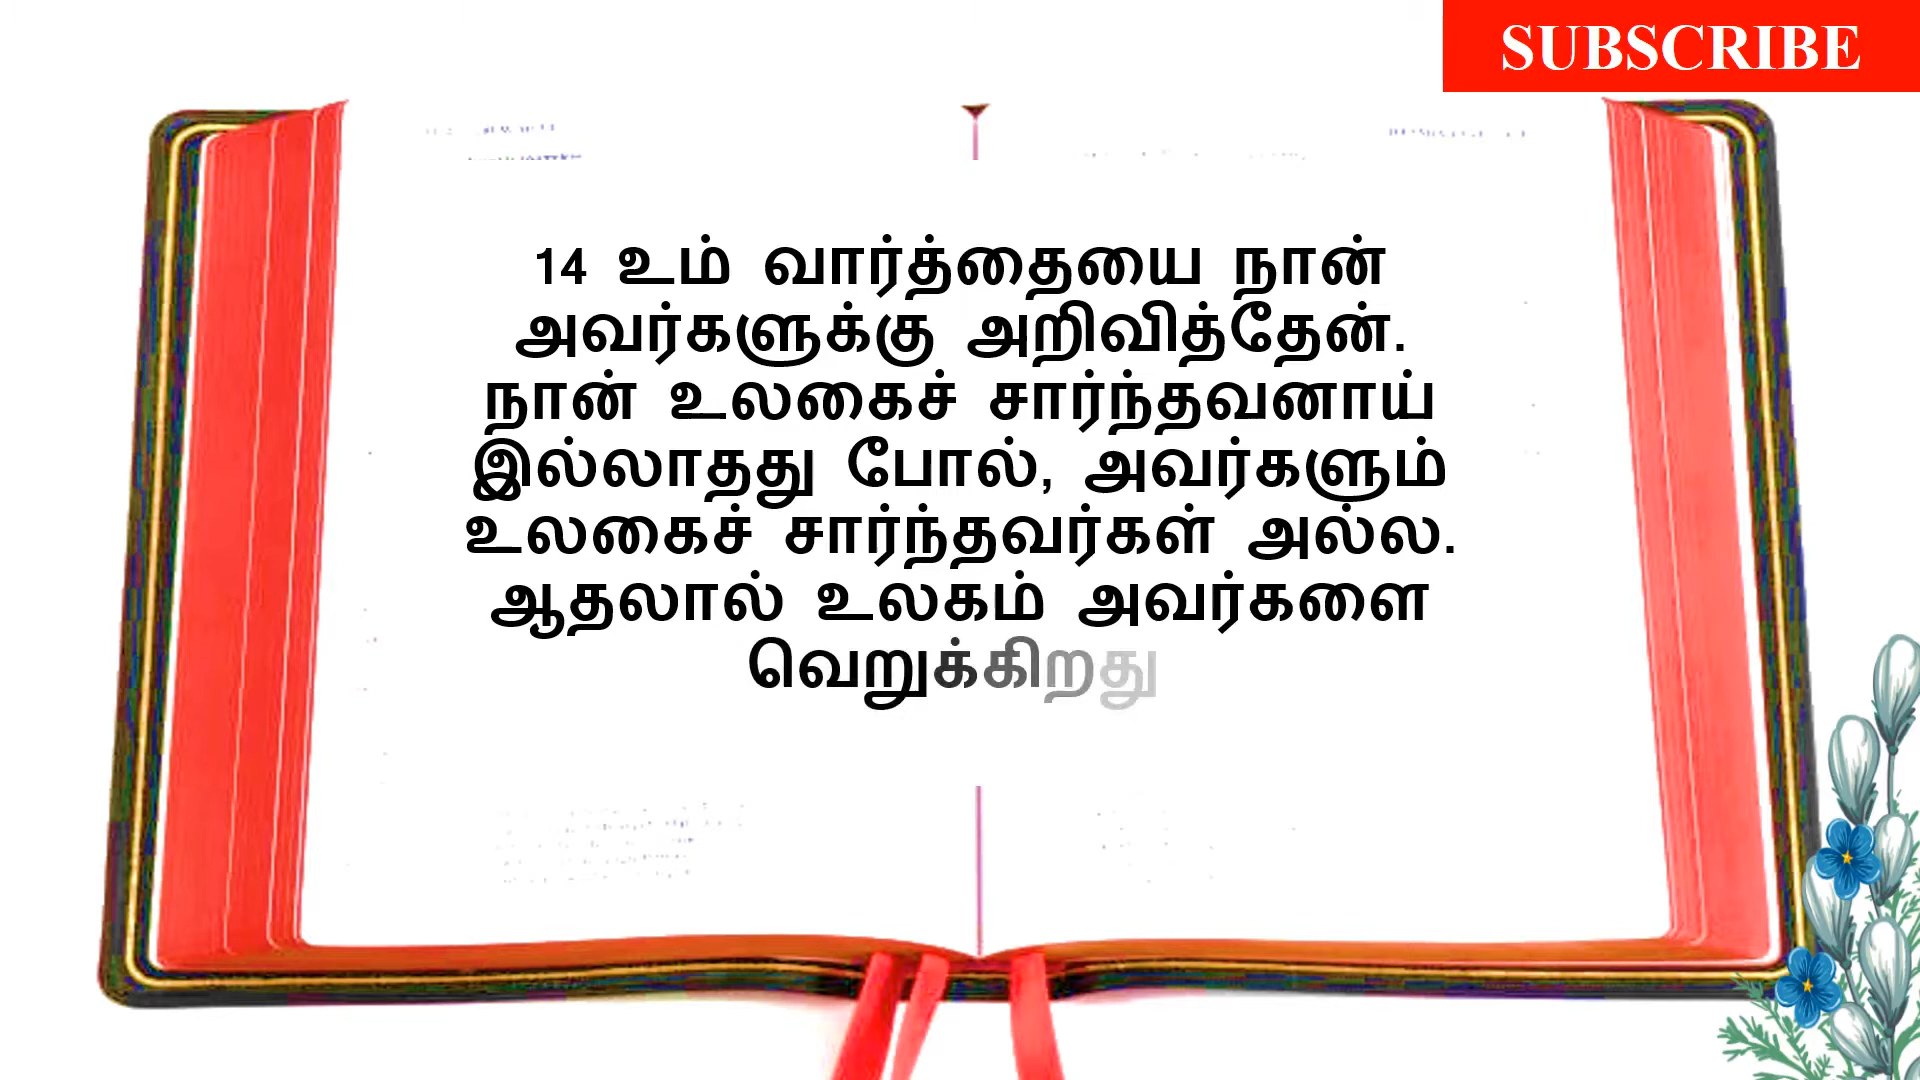 SUBSCRIBE
14 உம் வார்த்தையை நான்
அவர்களுக்கு அறிவித்தேன்.
நான் உலகைச் சார்ந்தவனாய்
இல்லாதது போல், அவர்களும்
உலகைச் சார்ந்தவர்கள் அல்ல.
ஆதலால் உலகம் அவர்களை
வெறுக்கிறது